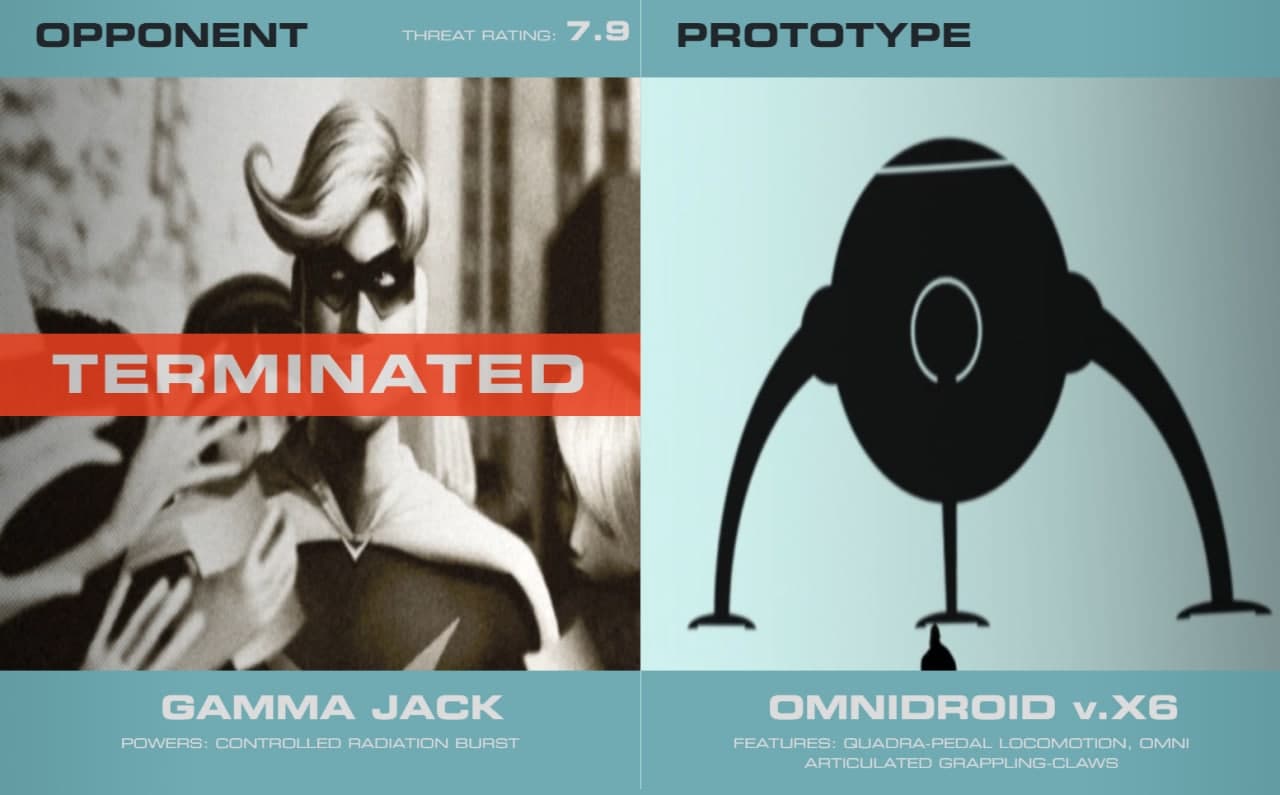 OPPONENT
THREAT RATING: 7.9
PROTOTYPE
TERMINATED
GAMMA JACK
POWERS: CONTROLLED RADIATION BURST
OMNIDROID v.X6
FEATURES: QUADRA-PEDAL LOCOMOTION, OMNI
ARTICULATED GRAPPLING-CLAWS